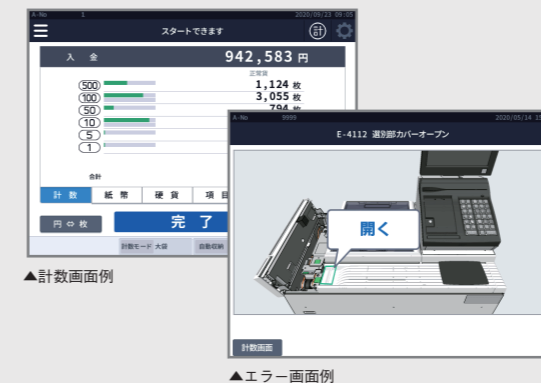 A-No 1 2020/09/23 09:05
スタートできます
計
入 金 942,583 円
正常貨
500 1,124 枚
100 3,055 枚
50 794 枚
10
5
1
合計
計 数 紙 幣 硬 貨 項 目
円⇔枚 完 了
計数モード 大袋 自動収納
▲計数画面例
A-No 9999 2020/05/14
E-4112 選別部カバーオープン
開く
計数画面
▲エラー画面例